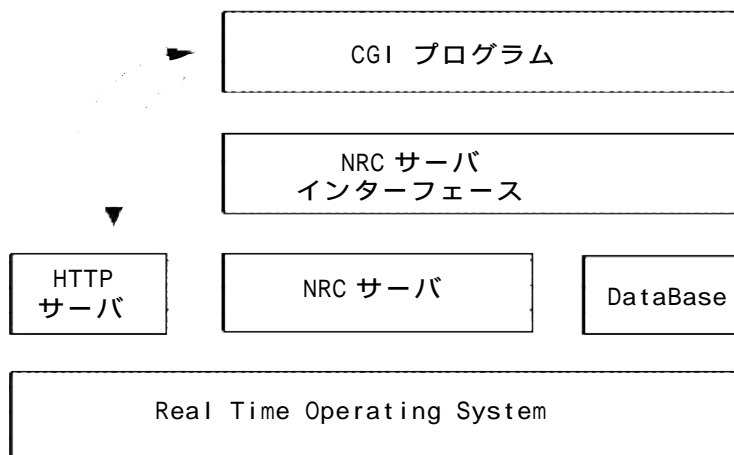 CGI プログラム
NRC サーバ
インターフェース
HTTP
サーバ
NRC サーバ
DataBase
Real Time Operating System